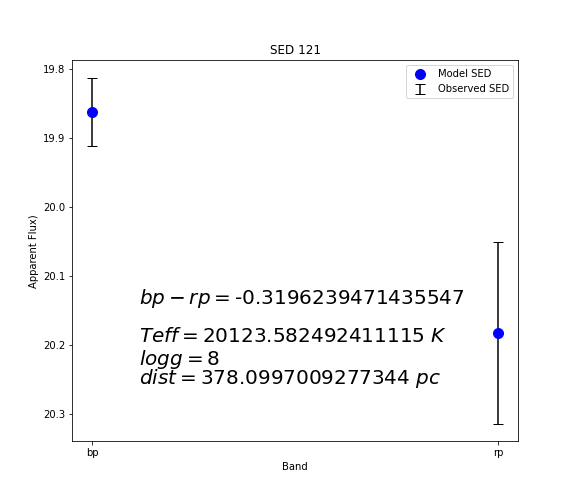 SED 121
19.8
19.9
20.0
20.1
20.2
20.3
Apparent Flux)
Model SED
Observed SED
bp − rp = -0.3196239471435547
Teff = 20123.582492411115 K
logg = 8
dist = 378.0997009277344 pc
bp
rp
Band